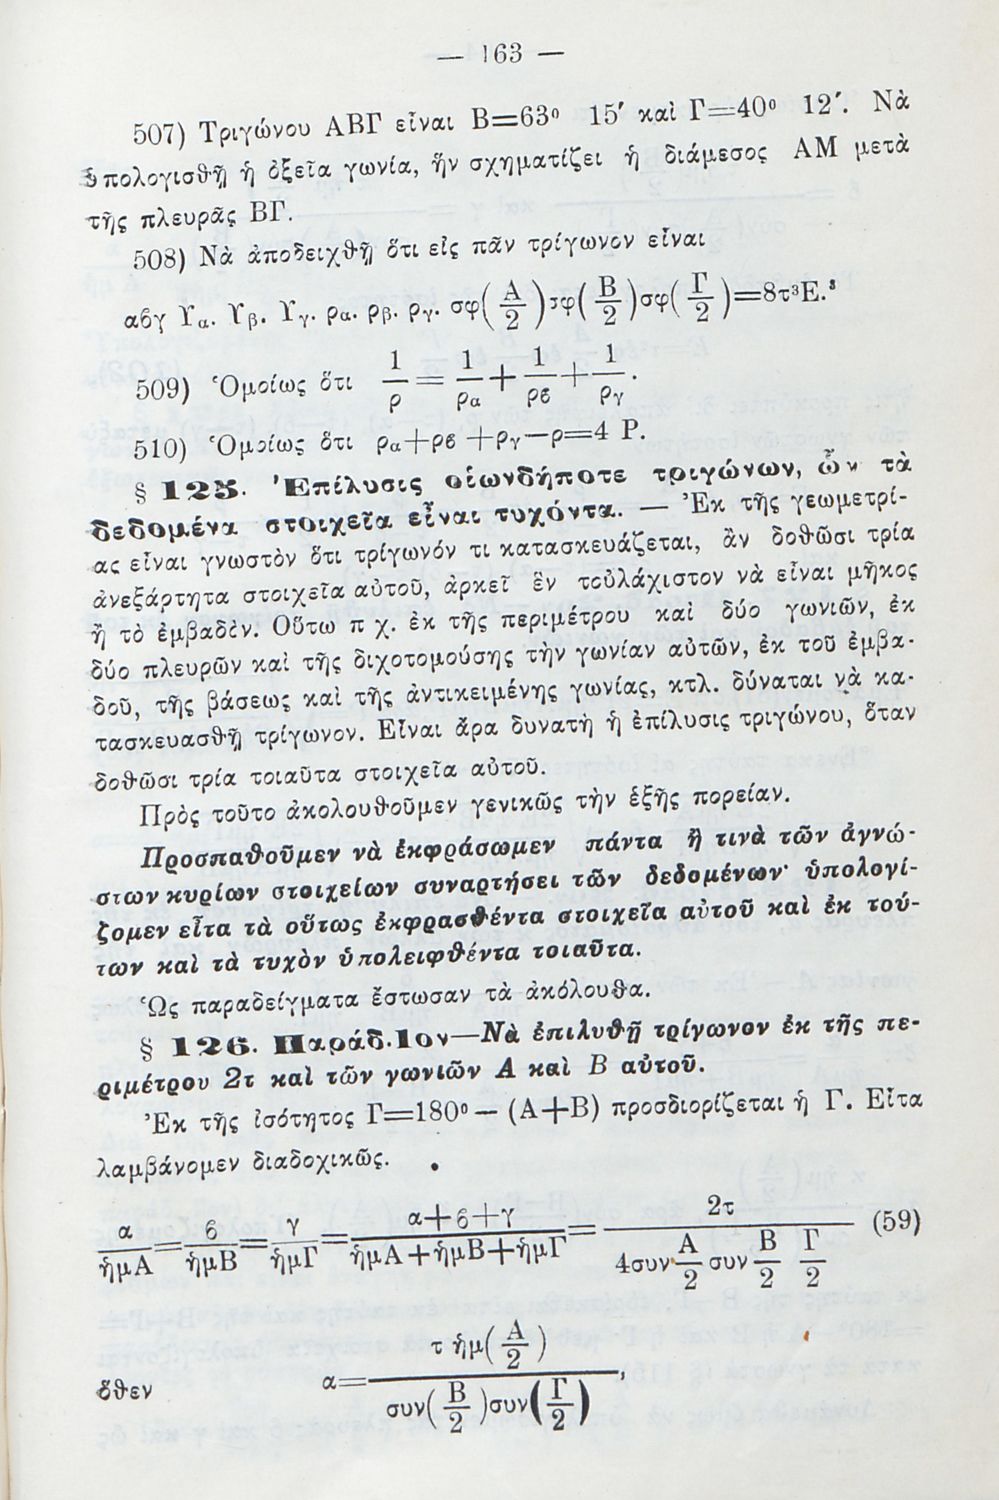 — 163 —
507) Τριγώνου ΑΒΓ εἶναι Β=63° 15′ καὶ Γ=40° 12′. Νὰ
ὑπολογισθῇ ἡ ὀξεῖα γωνία, ἣν σχηματίζει ἡ διάμεσος ΑΜ μετὰ
τῆς πλευρᾶς ΒΓ.
508) Νὰ ἀποδειχθῇ ὅτι εἰς πᾶν τρίγωνον εἶναι
αϐγ Υα. Υβ. Υγ. ρα. ρβ. ργ. σφ(Α/2)σφ(Β/2)σφ(Γ/2)=8τ³Ε.³
509) Ὁμοίως ὅτι 1/ρ = 1/ρα + 1/ρϐ + 1/ργ.
510) Ὁμοίως ὅτι ρα+ρϐ+ργ—ρ=4 Ρ.
§ 125. Ἐπίλυσις οἱωνδήποτε τριγώνων, ὧν τὰ
δεδομένα στοιχεῖα εἶναι τυχόντα. — Ἐκ τῆς γεωμετρί-
ας εἶναι γνωστὸν ὅτι τρίγωνόν τι κατασκευάζεται, ἂν δοθῶσι τρία
ἀνεξάρτητα στοιχεῖα αὐτοῦ, ἀρκεῖ ἓν τοὐλάχιστον νὰ εἶναι μῆκος
ἢ τὸ ἐμβαδὸν. Οὕτω π χ. ἐκ τῆς περιμέτρου καὶ δύο γωνιῶν, ἐκ
δύο πλευρῶν καὶ τῆς διχοτομούσης τὴν γωνίαν αὐτῶν, ἐκ τοῦ ἐμβα-
δοῦ, τῆς βάσεως καὶ τῆς ἀντικειμένης γωνίας, κτλ. δύναται νὰ κα-
τασκευασθῇ τρίγωνον. Εἶναι ἄρα δυνατὴ ἡ ἐπίλυσις τριγώνου, ὅταν
δοθῶσι τρία τοιαῦτα στοιχεῖα αὐτοῦ.
Πρὸς τοῦτο ἀκολουθοῦμεν γενικῶς τὴν ἑξῆς πορείαν.
Προσπαθοῦμεν νὰ ἐκφράσωμεν πάντα ἢ τινὰ τῶν ἀγνώ-
στων κυρίων στοιχείων συναρτήσει τῶν δεδομένων· ὑπολογί-
ζομεν εἶτα τὰ οὕτως ἐκφρασθέντα στοιχεῖα αὐτοῦ καὶ ἐκ τού-
των καὶ τὰ τυχὸν ὑπολειφθέντα τοιαῦτα.
Ὡς παραδείγματα ἔστωσαν τὰ ἀκόλουθα.
§ 126. Παράδ. 1ον—Νὰ ἐπιλυθῇ τρίγωνον ἐκ τῆς πε-
ριμέτρου 2τ καὶ τῶν γωνιῶν Α καὶ Β αὐτοῦ.
Ἐκ τῆς ἰσότητος Γ=180° — (Α+Β) προσδιορίζεται ἡ Γ. Εἶτα
λαμβάνομεν διαδοχικῶς.
α/ἡμΑ = ϐ/ἡμΒ = γ/ἡμΓ = (α+ϐ+γ)/(ἡμΑ+ἡμΒ+ἡμΓ) = 2τ/(4συν Α/2 συν Β/2 Γ/2) (59)
ὅθεν α = τ ἡμ(Α/2) / συν(Β/2)συν(Γ/2),